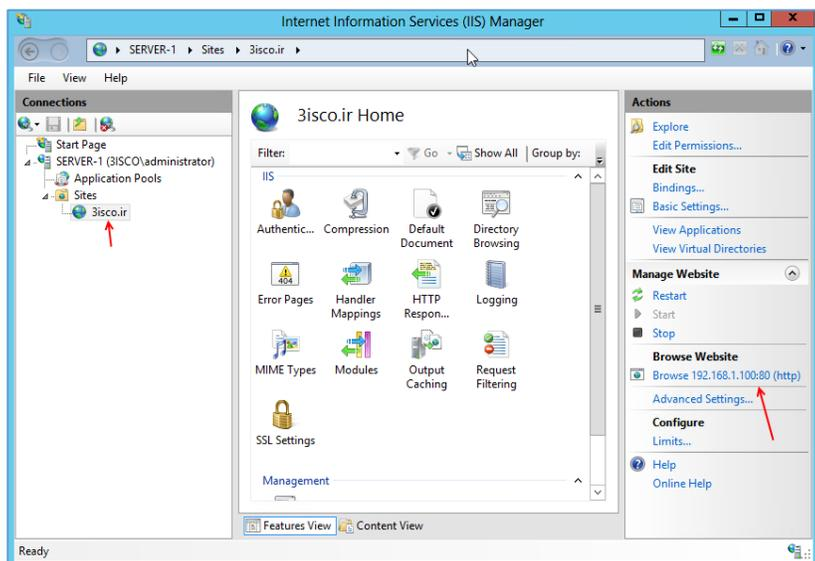 Internet Information Services (IIS) Manager
SERVER-1 Sites 3isco.ir
File View Help
Connections
Start Page
SERVER-1 (3ISCO\administrator)
Application Pools
Sites
3isco.ir
3isco.ir Home
Filter: Go Show All Group by:
IIS
Authentic... Compression Default Document Directory Browsing
Error Pages Handler Mappings HTTP Respon... Logging
404
MIME Types Modules Output Caching Request Filtering
SSL Settings
Management
Features View Content View
Actions
Explore
Edit Permissions...
Edit Site
Bindings...
Basic Settings...
View Applications
View Virtual Directories
Manage Website
Restart
Start
Stop
Browse Website
Browse 192.168.1.100:80 (http)
Advanced Settings...
Configure
Limits...
Help
Online Help
Ready